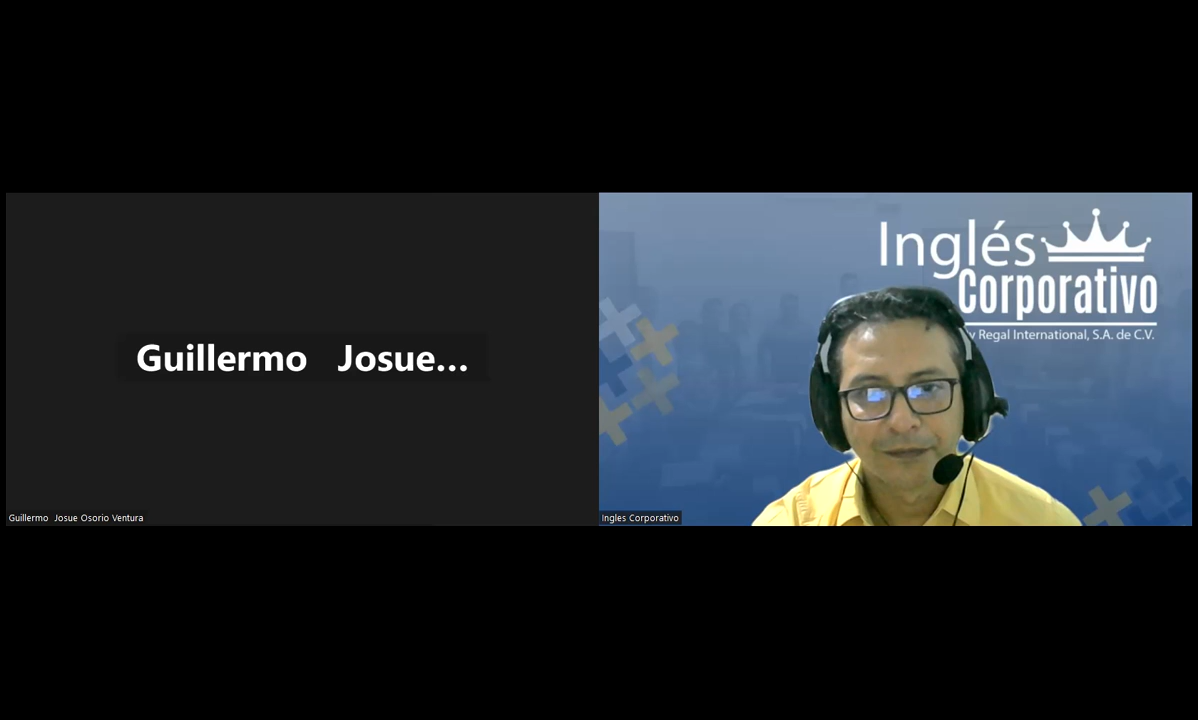 Guillermo Josue...
Guillermo Josue Osorio Ventura
Inglés
Corporativo
y Regal International, S.A. de C.V.
Ingles Corporativo